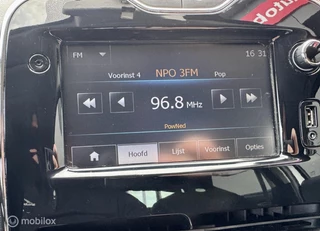 FM
16 31
Voorinst 4 NPO 3FM Pop
96.8 MHz
PowNed
Hoofd Lijst Voorinst Opties
mobilox